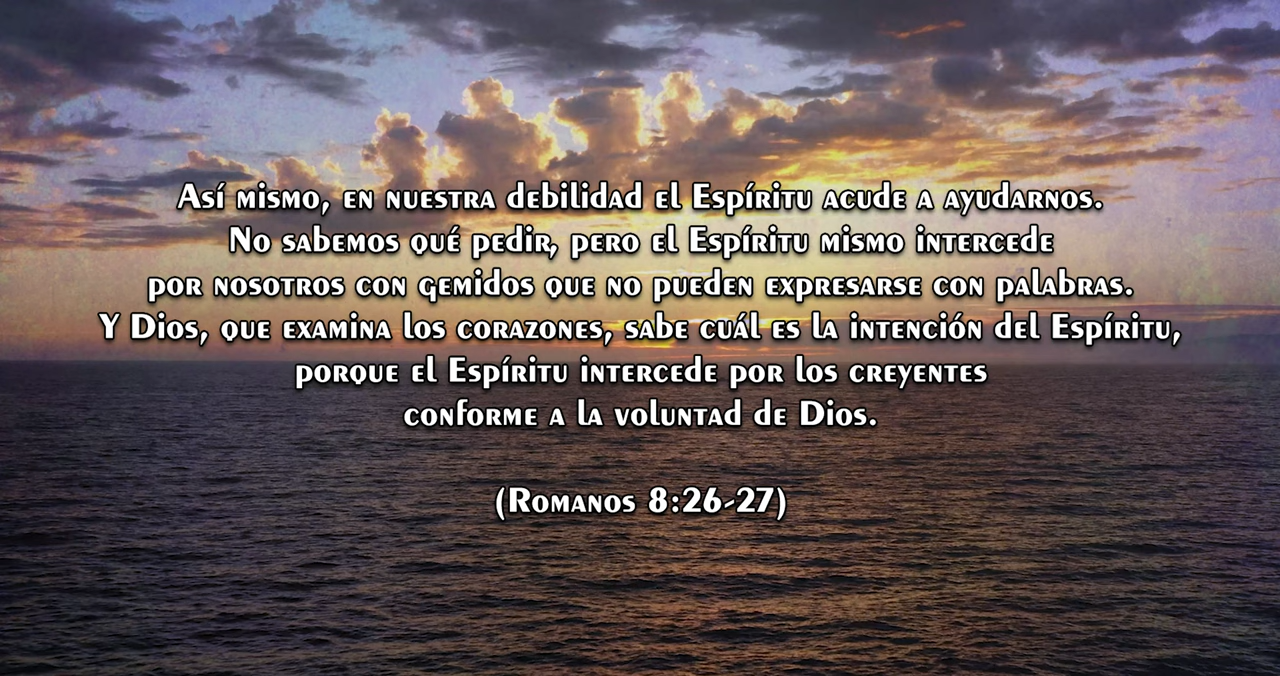 Así mismo, en nuestra debilidad el Espíritu acude a ayudarnos.
No sabemos qué pedir, pero el Espíritu mismo intercede
por nosotros con gemidos que no pueden expresarse con palabras.
Y Dios, que examina los corazones, sabe cuál es la intención del Espíritu,
porque el Espíritu intercede por los creyentes
conforme a la voluntad de Dios.
(Romanos 8:26-27)